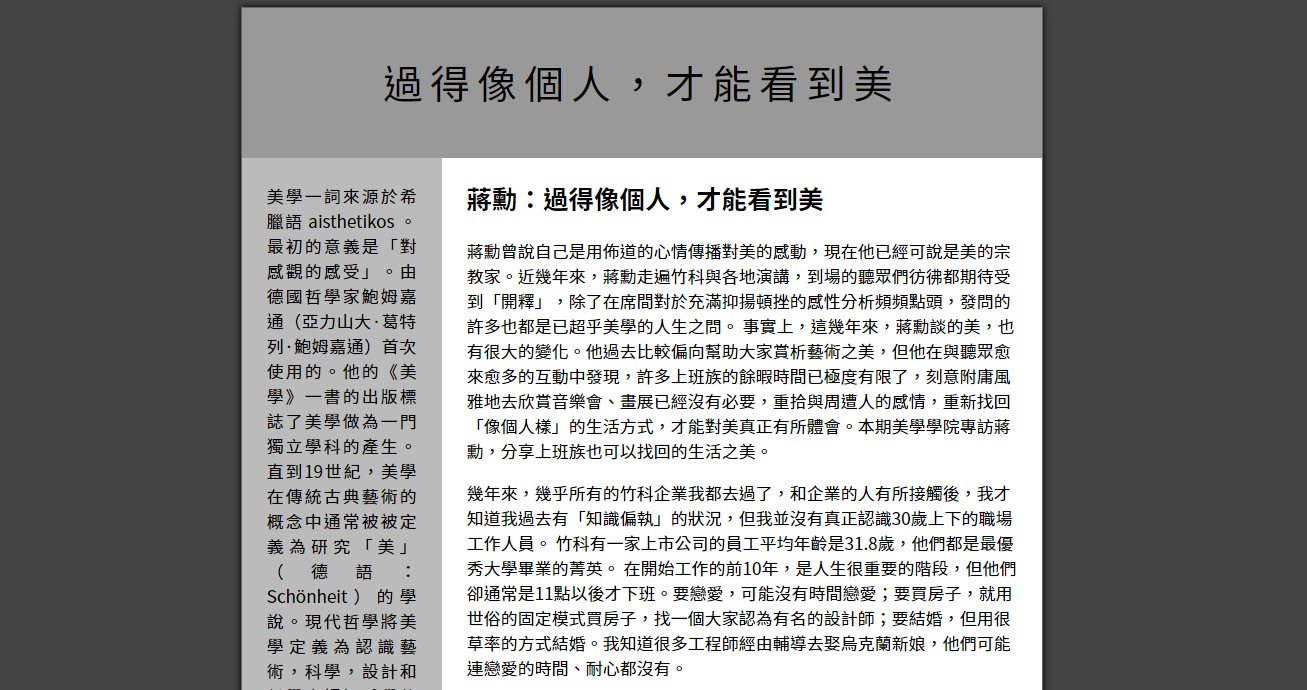 過得像個人，才能看到美
美學一詞來源於希
臘語 aisthetikos 。
最初的意義是「對
感觀的感受」。由
德國哲學家鮑姆嘉
通（亞力山大·葛特
列·鮑姆嘉通）首次
使用的。他的《美
學》一書的出版標
誌了美學做為一門
獨立學科的產生。
直到19世紀，美學
在傳統古典藝術的
概念中通常被被定
義為研究「美」
（德語：
Schönheit）的學
說。現代哲學將美
學定義為認識藝
術，科學，設計和
蔣勳：過得像個人，才能看到美
蔣勳曾說自己是用佈道的心情傳播對美的感動，現在他已經可說是美的宗
教家。近幾年來，蔣勳走遍竹科與各地演講，到場的聽眾們彷彿都期待受
到「開釋」，除了在席間對於充滿抑揚頓挫的感性分析頻頻點頭，發問的
許多也都是已超乎美學的人生之問。 事實上，這幾年來，蔣勳談的美，也
有很大的變化。他過去比較偏向幫助大家賞析藝術之美，但他在與聽眾愈
來愈多的互動中發現，許多上班族的餘暇時間已極度有限了，刻意附庸風
雅地去欣賞音樂會、畫展已經沒有必要，重拾與周遭人的感情，重新找回
「像個人樣」的生活方式，才能對美真正有所體會。本期美學學院專訪蔣
勳，分享上班族也可以找回的生活之美。
幾年來，幾乎所有的竹科企業我都去過了，和企業的人有所接觸後，我才
知道我過去有「知識偏執」的狀況，但我並沒有真正認識30歲上下的職場
工作人員。 竹科有一家上市公司的員工平均年齡是31.8歲，他們都是最優
秀大學畢業的菁英。 在開始工作的前10年，是人生很重要的階段，但他們
卻通常是11點以後才下班。要戀愛，可能沒有時間戀愛；要買房子，就用
世俗的固定模式買房子，找一個大家認為有名的設計師；要結婚，但用很
草率的方式結婚。我知道很多工程師經由輔導去娶烏克蘭新娘，他們可能
連戀愛的時間、耐心都沒有。